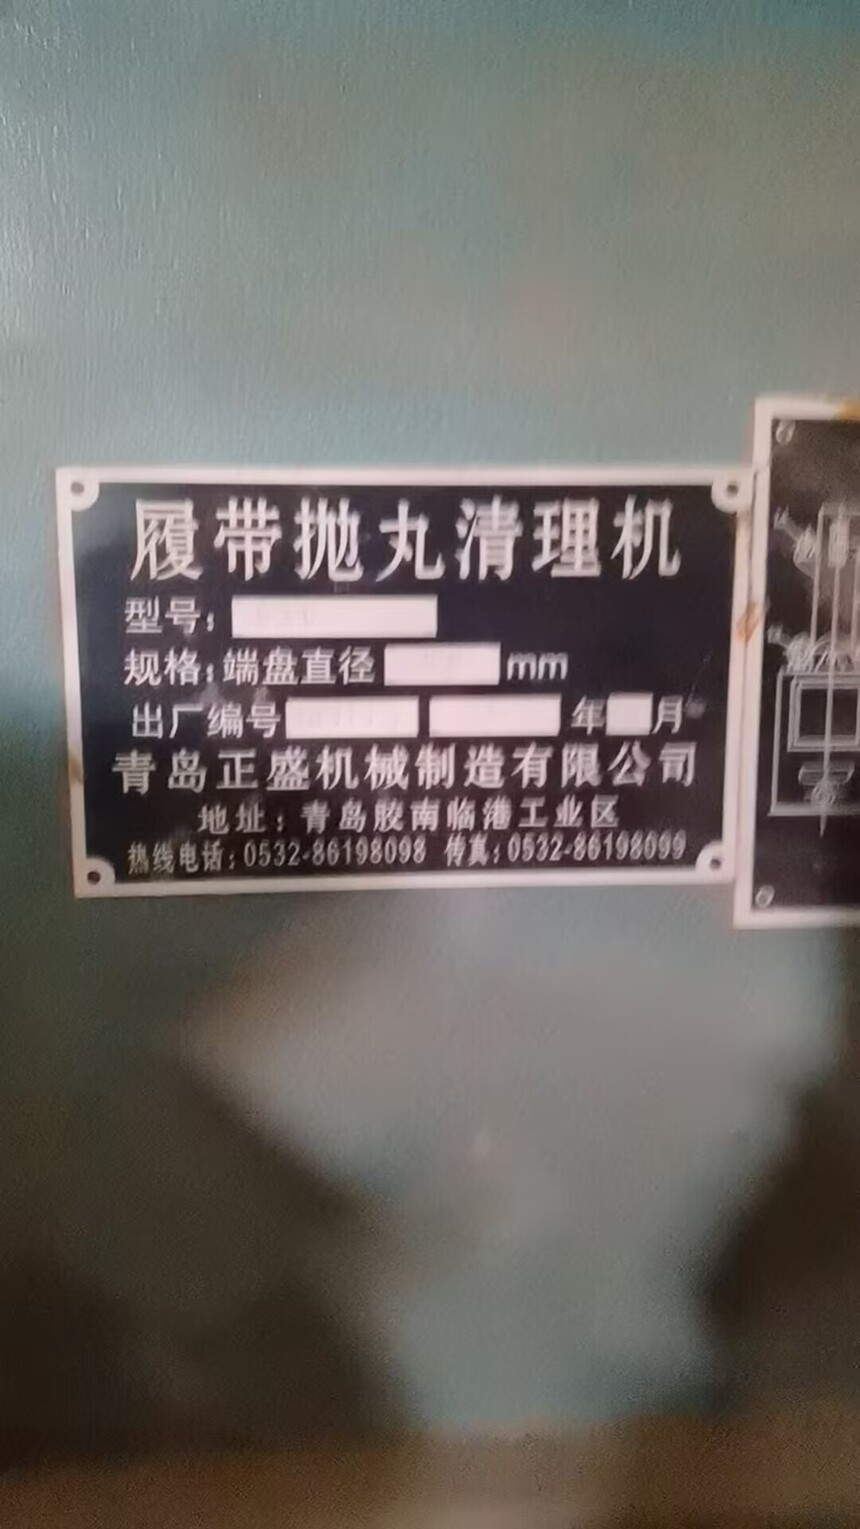 履带抛丸清理机
型号:
规格:端盘直径 mm
出厂编号 年 月
青岛正盛机械制造有限公司
地址:青岛胶南临港工业区
热线电话:0532-86198098 传真:0532-86198099